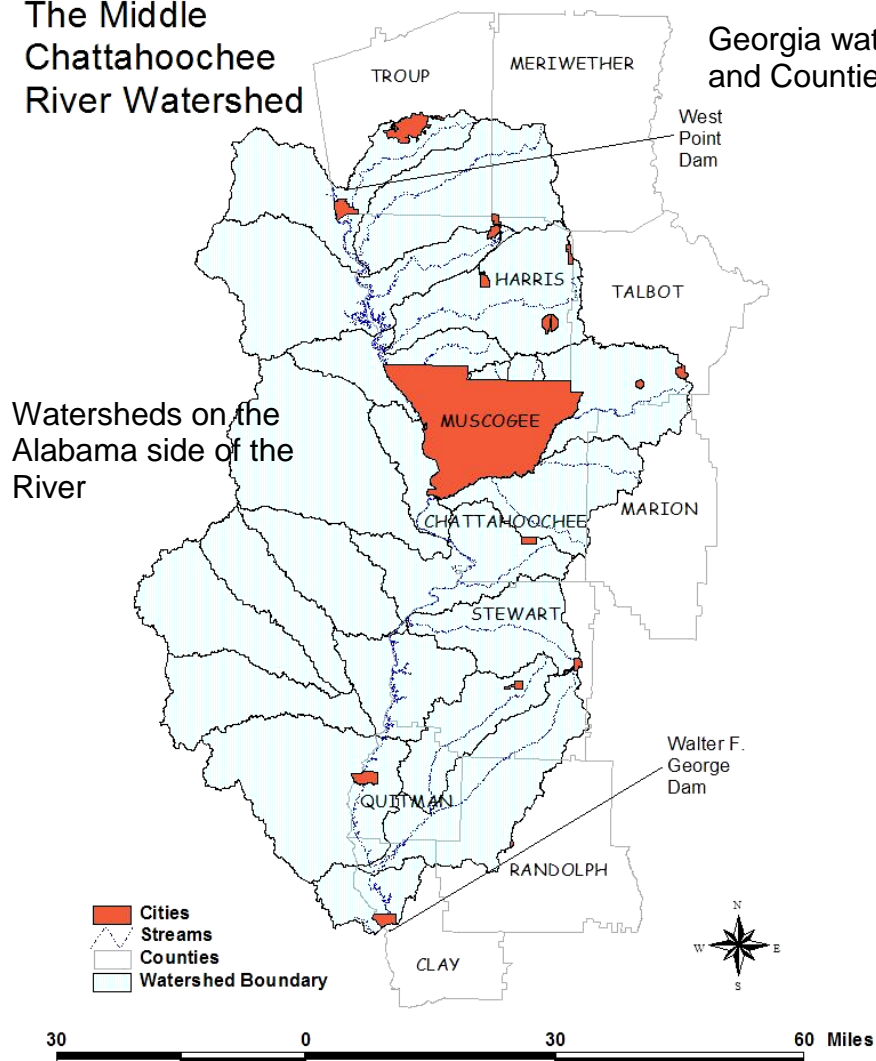 The Middle
Chattahoochee
River Watershed
Georgia wat
and Countie
TROUP
MERIWETHER
West
Point
Dam
HARRIS
TALBOT
Watersheds on the
Alabama side of the
River
MUSCOGEE
CHATTAHOOCHEE
MARION
STEWART
Walter F.
George
Dam
QUITMAN
RANDOLPH
CLAY
Cities
Streams
Counties
Watershed Boundary
N
W E
S
30 0 30 60 Miles